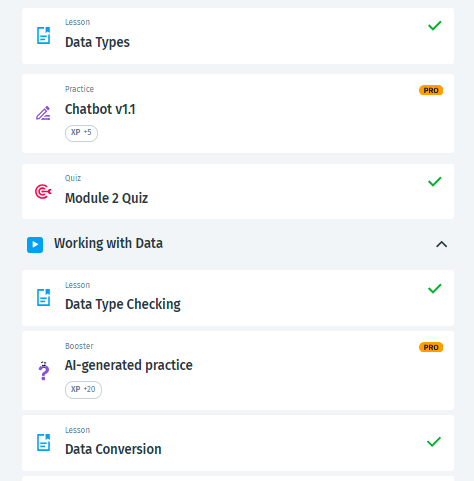 Lesson
Data Types
Practice
PRO
Chatbot v1.1
XP +5
Quiz
Module 2 Quiz
Working with Data
Lesson
Data Type Checking
Booster
PRO
AI-generated practice
XP +20
Lesson
Data Conversion